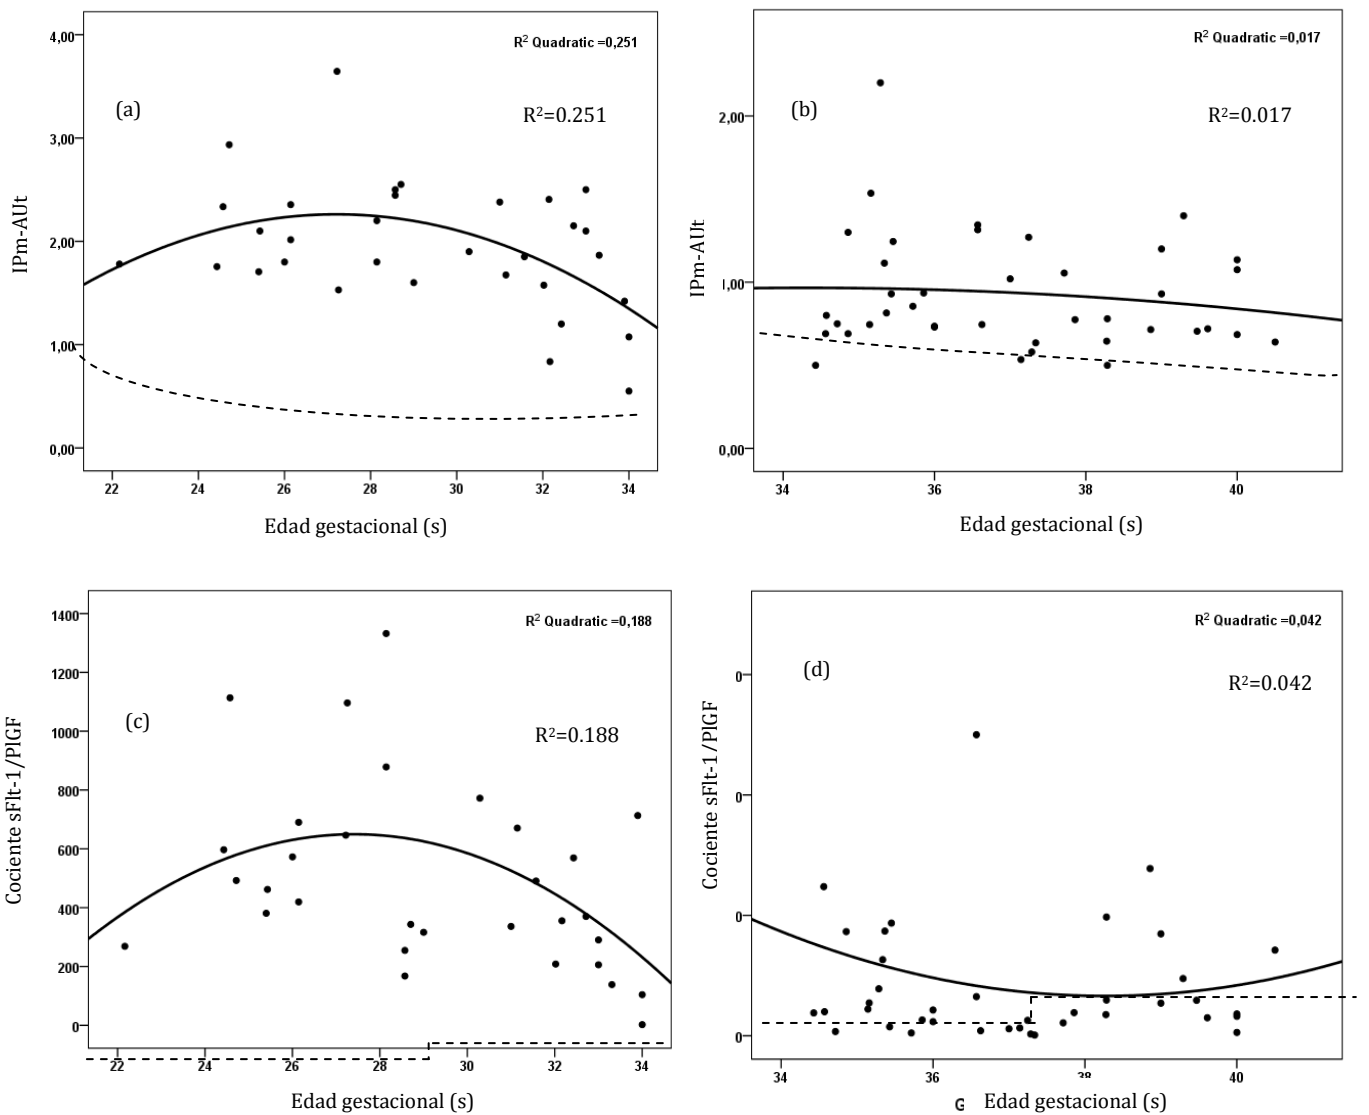 4,00
3,00
2,00
1,00
0,00
R² Quadratic =0,251
(a)
R²=0.251
IPm-AUt
22 24 26 28 30 32 34
Edad gestacional (s)
2,00
1,00
0,00
R² Quadratic =0,017
(b)
R²=0.017
IPm-AUt
34 36 38 40
Edad gestacional (s)
1400
1200
1000
800
600
400
200
0
R² Quadratic =0,188
(c)
R²=0.188
Cociente sFlt-1/PlGF
22 24 26 28 30 32 34
Edad gestacional (s)
0
0
0
0
R² Quadratic =0,042
(d)
R²=0.042
Cociente sFlt-1/PlGF
34 36 38 40
Edad gestacional (s)